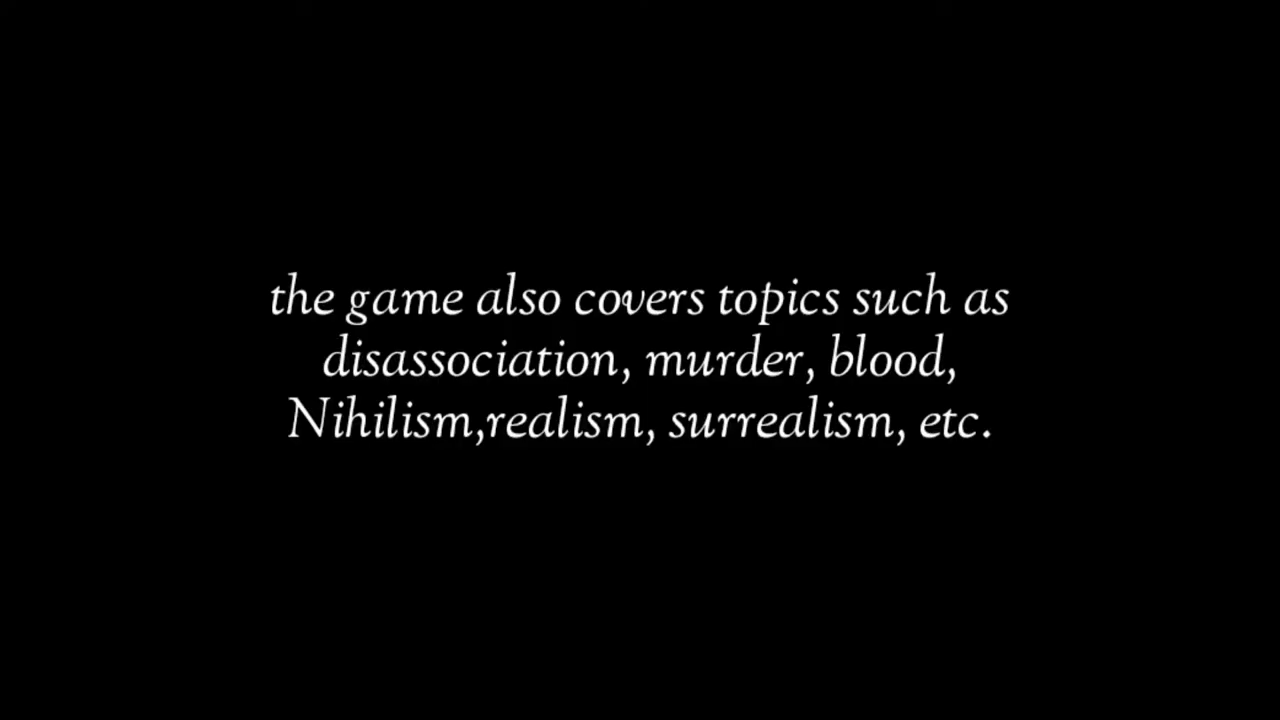 the game also covers topics such as
disassociation, murder, blood,
Nihilism,realism, surrealism, etc.